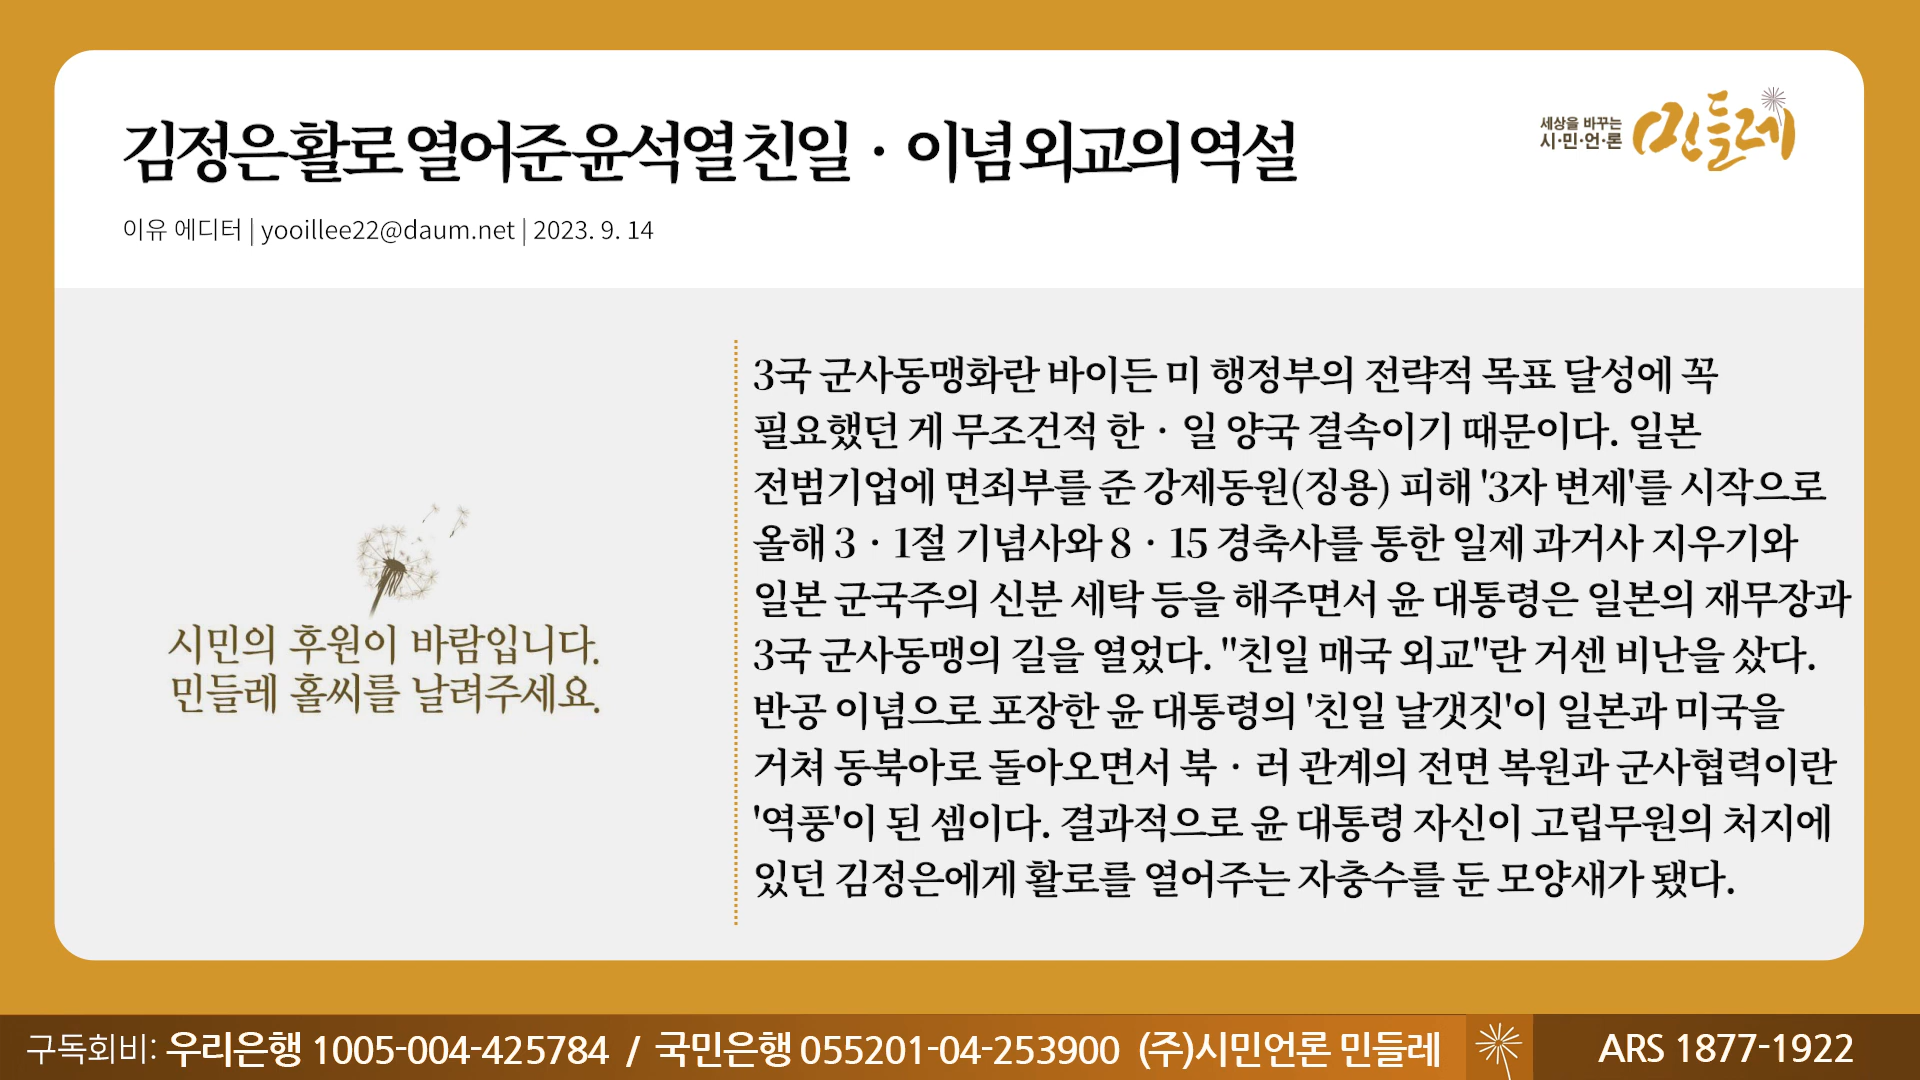 김정은 활로 열어준 윤석열 친일 · 이념 외교의 역설
세상을 바꾸는
시·민·언·론
민들레
이유 에디터 | yooillee22@daum.net | 2023. 9. 14
3국 군사동맹화란 바이든 미 행정부의 전략적 목표 달성에 꼭
필요했던 게 무조건적 한 · 일 양국 결속이기 때문이다. 일본
전범기업에 면죄부를 준 강제동원(징용) 피해 '3자 변제'를 시작으로
올해 3 · 1절 기념사와 8 · 15 경축사를 통한 일제 과거사 지우기와
일본 군국주의 신분 세탁 등을 해주면서 윤 대통령은 일본의 재무장과
3국 군사동맹의 길을 열었다. "친일 매국 외교"란 거센 비난을 샀다.
반공 이념으로 포장한 윤 대통령의 '친일 날갯짓'이 일본과 미국을
거쳐 동북아로 돌아오면서 북 · 러 관계의 전면 복원과 군사협력이란
'역풍'이 된 셈이다. 결과적으로 윤 대통령 자신이 고립무원의 처지에
있던 김정은에게 활로를 열어주는 자충수를 둔 모양새가 됐다.
시민의 후원이 바람입니다.
민들레 홀씨를 날려주세요.
구독회비: 우리은행 1005-004-425784 / 국민은행 055201-04-253900 (주)시민언론 민들레
ARS 1877-1922